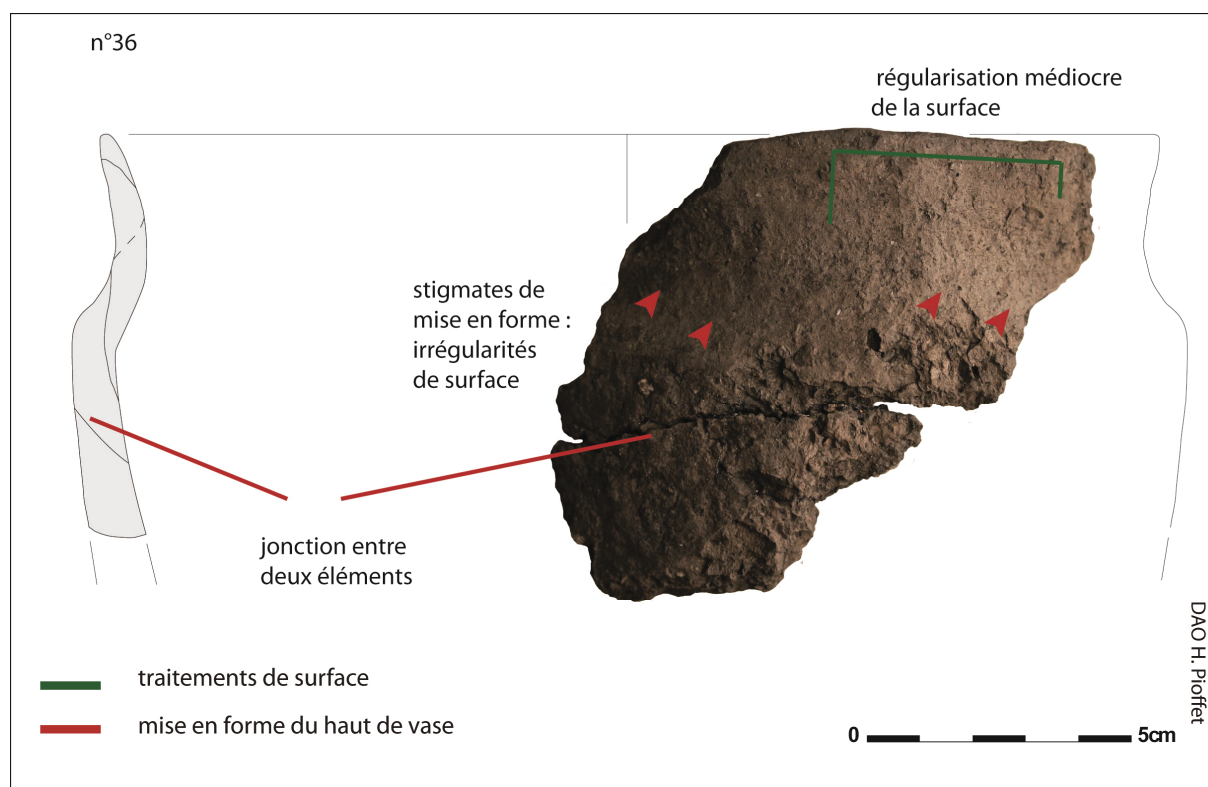 n°36
régularisation médiocre
de la surface
stigmates de
mise en forme :
irrégularités
de surface
jonction entre
deux éléments
traitements de surface
mise en forme du haut de vase
0 5cm
DAO H. Pioffet